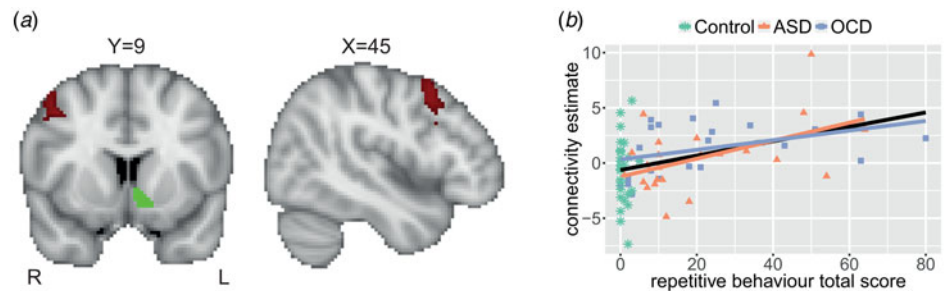 (a)
Y=9
X=45
R
L
(b)
Control ASD OCD
connectivity estimate
10
5
0
−5
0
20
40
60
80
repetitive behaviour total score